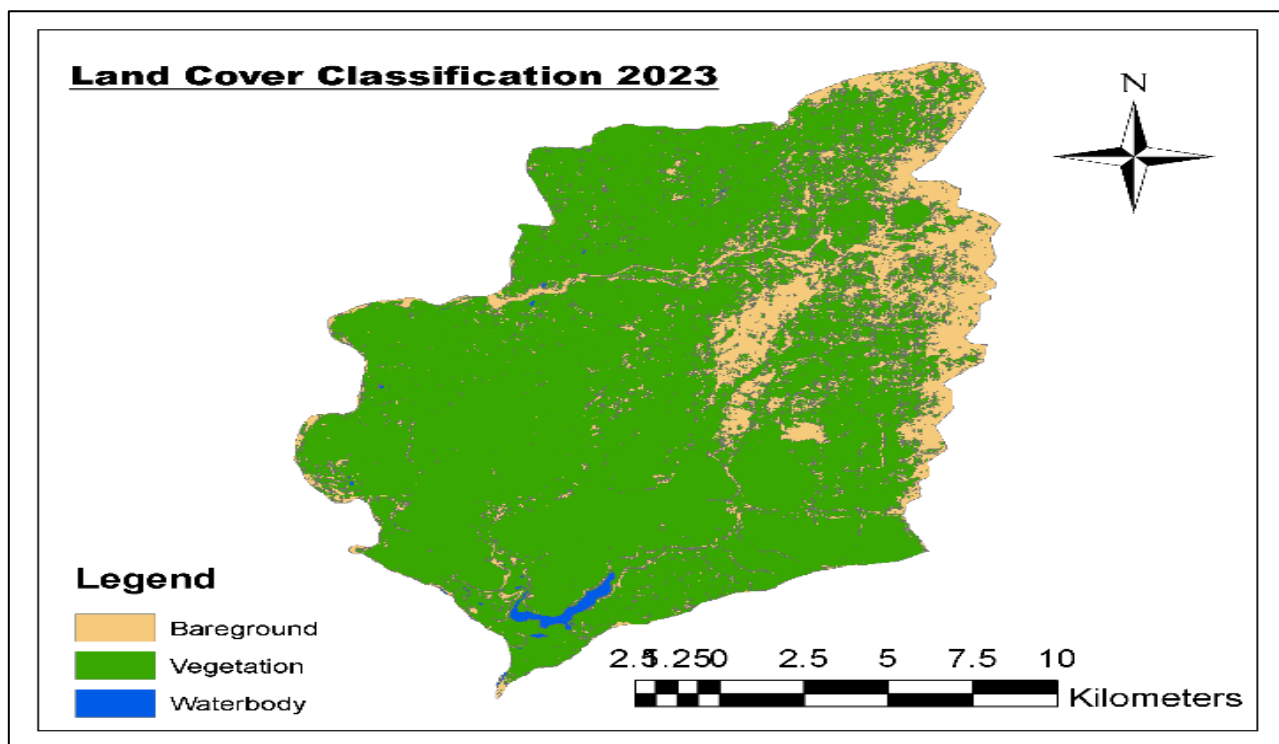 Land Cover Classification 2023
N
Legend
Bareground
Vegetation
Waterbody
2.5 1.25 0 2.5 5 7.5 10
Kilometers